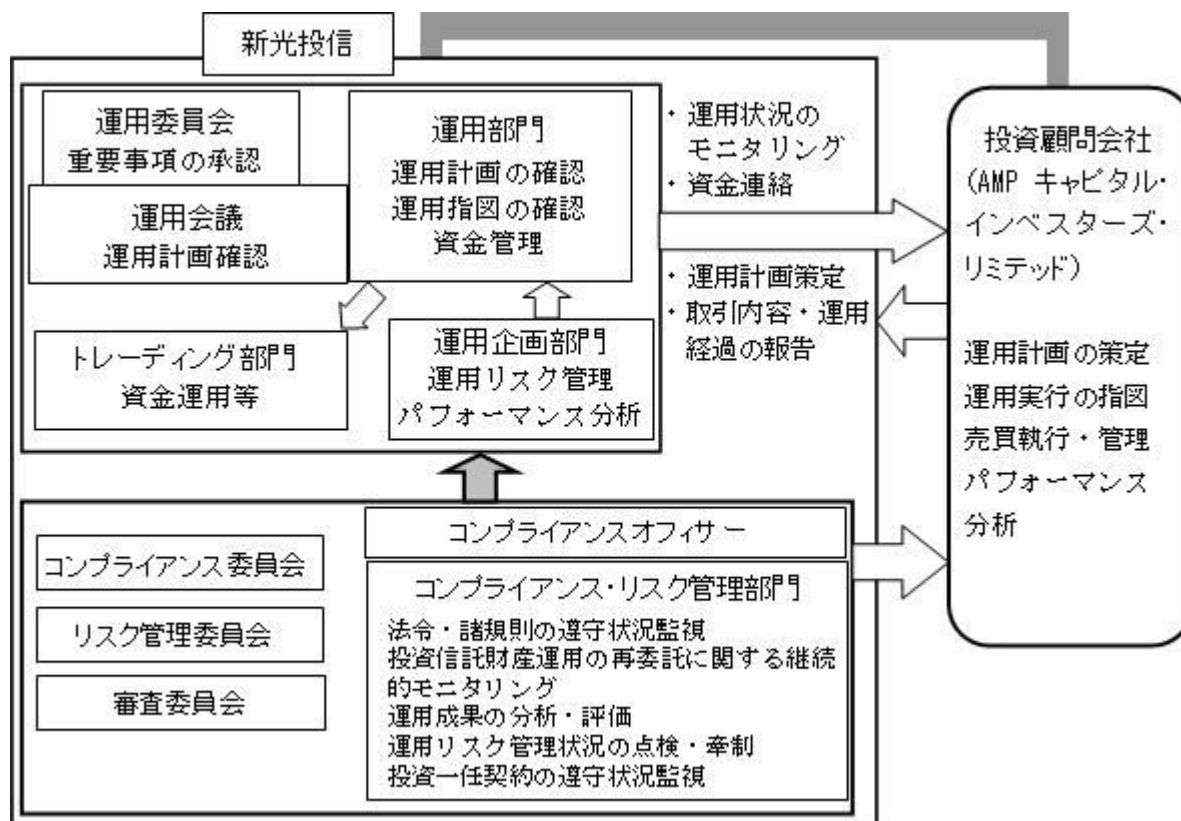 新光投信
運用委員会
重要事項の承認
運用会議
運用計画確認
運用部門
運用計画の確認
運用指図の確認
資金管理
トレーディング部門
資金運用等
運用企画部門
運用リスク管理
パフォーマンス分析
・運用状況の
モニタリング
・資金連絡
・運用計画策定
・取引内容・運用
経過の報告
投資顧問会社
(AMP キャピタル・
インベスターズ・
リミテッド)
運用計画の策定
運用実行の指図
売買執行・管理
パフォーマンス
分析
コンプライアンス委員会
リスク管理委員会
審査委員会
コンプライアンスオフィサー
コンプライアンス・リスク管理部門
法令・諸規則の遵守状況監視
投資信託財産運用の再委託に関する継続
的モニタリング
運用成果の分析・評価
運用リスク管理状況の点検・牽制
投資一任契約の遵守状況監視